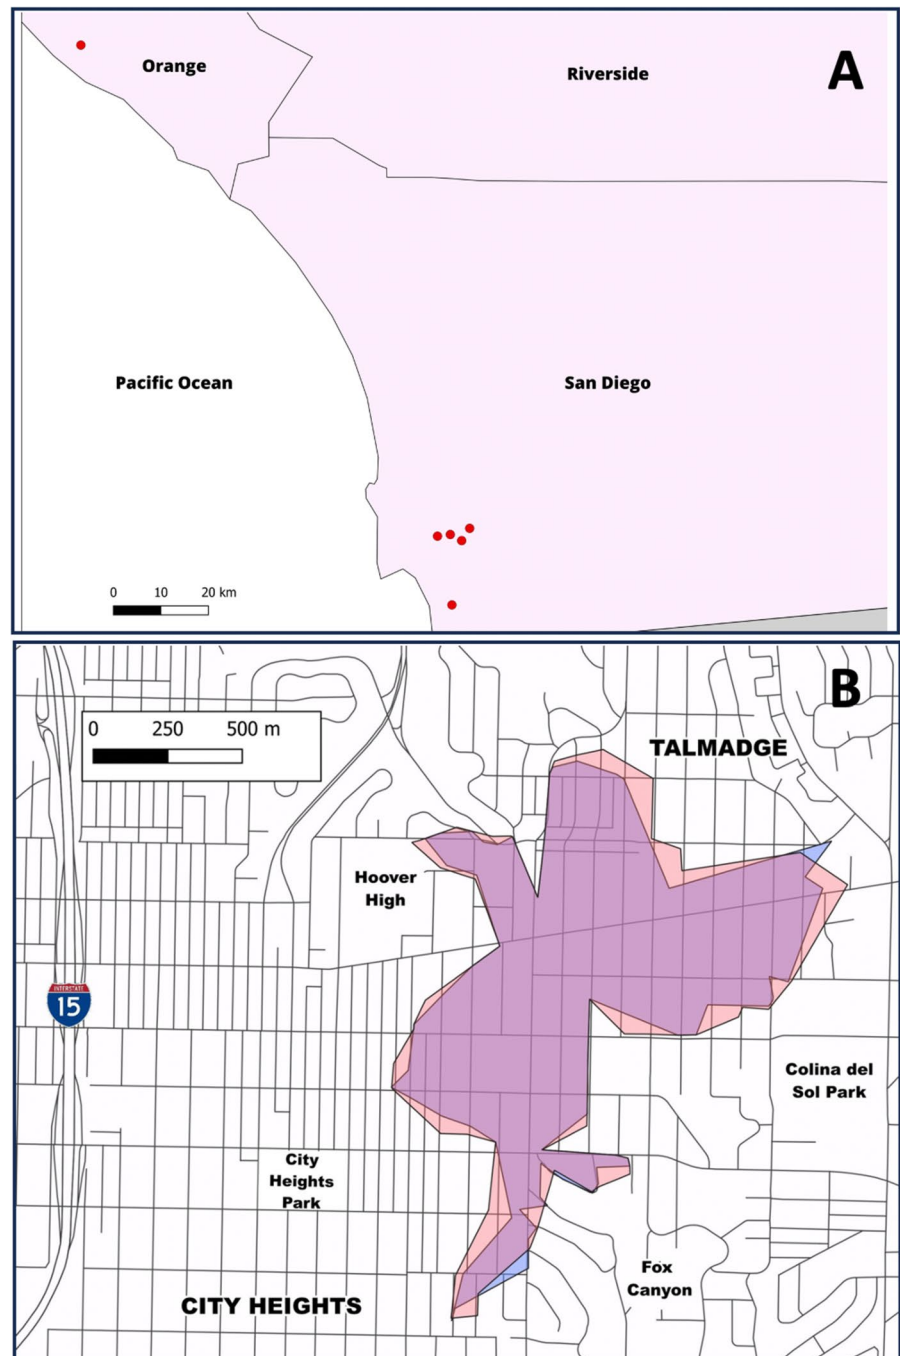 A
Orange
Riverside
Pacific Ocean
San Diego
0 10 20 km
B
0 250 500 m
TALMADGE
Hoover
High
INTERSTATE
15
Colina del
Sol Park
City
Heights
Park
Fox
Canyon
CITY HEIGHTS